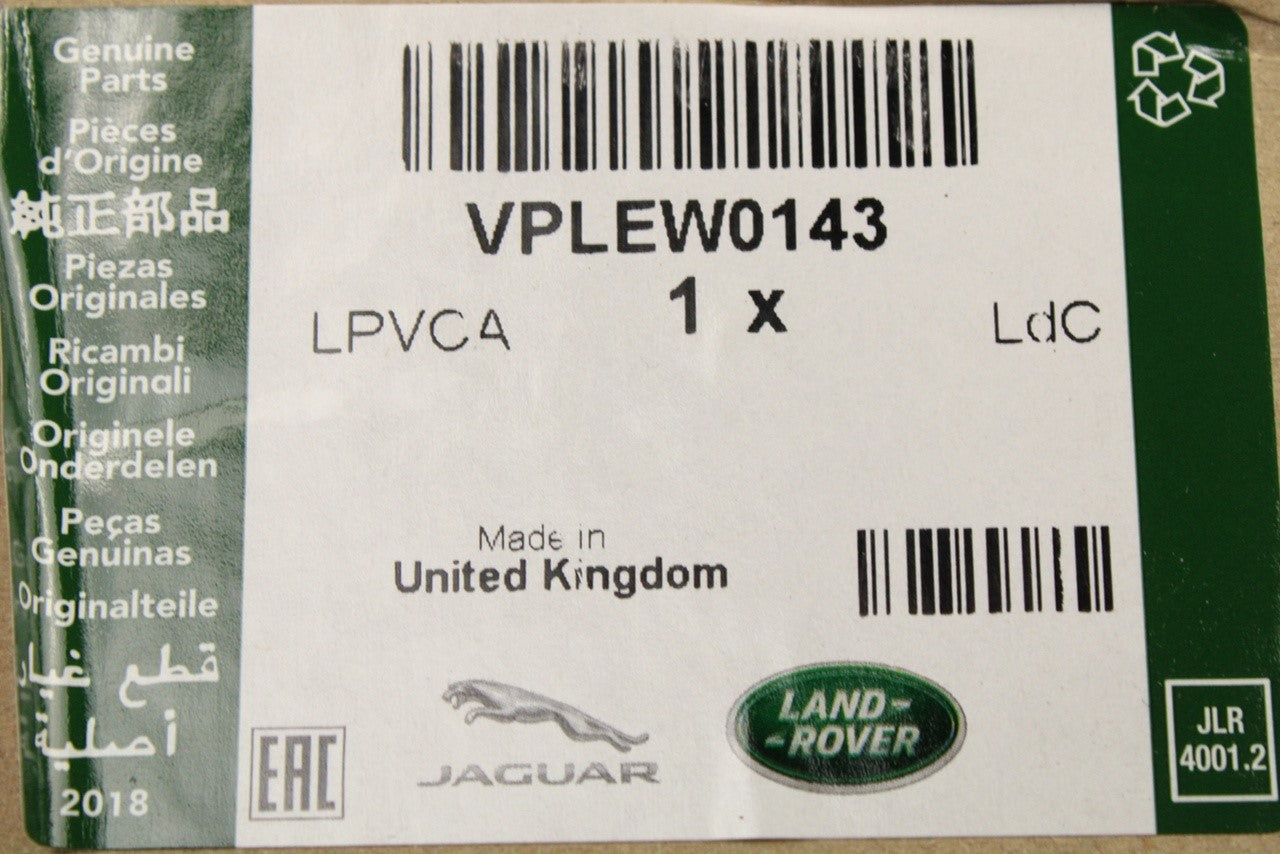 Genuine
Parts
Pièces
d'Origine
純正部品
Piezas
Originales
Ricambi
Originali
Originele
Onderdelen
Peças
Genuinas
Originalteile
قطع غيار
أصلية
2018
VPLEW0143
1 x
LPVCA
LdC
Made in
United Kingdom
EAC
JAGUAR
LAND-
-ROVER
JLR
4001.2